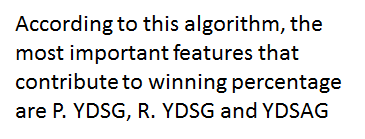 According to this algorithm, the
most important features that
contribute to winning percentage
are P. YDSG, R. YDSG and YDSAG